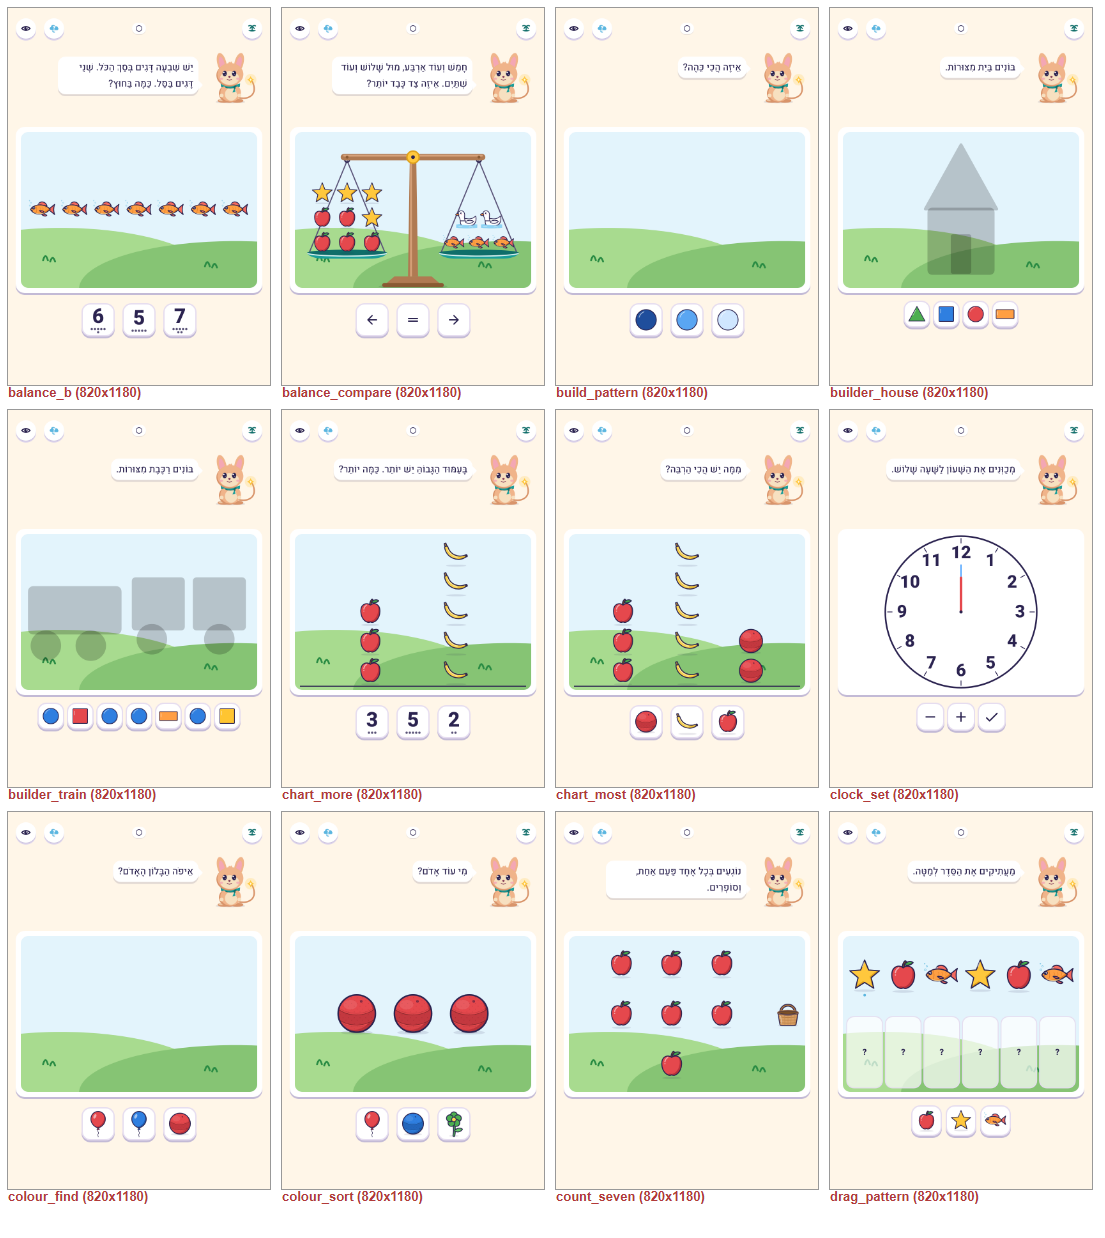 יֵשׁ שִׁבְעָה דָּגִים בְּסַךְ הַכֹּל. שְׁנֵי
דָּגִים בַּסַּל. כַּמָּה בַּחוּץ?
6 5 7
balance_b (820x1180)
חָמֵשׁ וְעוֹד אַרְבַּע, מוּל שָׁלוֹשׁ וְעוֹד
שְׁתַּיִם. אֵיזֶה צַד כָּבֵד יוֹתֵר?
← = →
balance_compare (820x1180)
אֵיזֶה הֲכִי כֵּהֶה?
build_pattern (820x1180)
בּוֹנִים בַּיִת מִצּוּרוֹת.
builder_house (820x1180)
בּוֹנִים רַכֶּבֶת מִצּוּרוֹת.
builder_train (820x1180)
בָּעַמּוּד הַגָּבוֹהַּ יֵשׁ יוֹתֵר. כַּמָּה יוֹתֵר?
3 5 2
chart_more (820x1180)
מִמָּה יֵשׁ הֲכִי הַרְבֵּה?
chart_most (820x1180)
מְכַוְּנִים אֶת הַשָּׁעוֹן לְשָׁעָה שָׁלוֹשׁ.
12
11 1
10 2
9 3
8 4
7 5
6
− + ✓
clock_set (820x1180)
אֵיפֹה הַבָּלוֹן הָאָדֹם?
colour_find (820x1180)
מִי עוֹד אָדֹם?
colour_sort (820x1180)
נוֹגְעִים בְּכָל אֶחָד פַּעַם אַחַת,
וְסוֹפְרִים.
count_seven (820x1180)
מַעֲתִיקִים אֶת הַסֵּדֶר לְמַטָּה.
? ? ? ? ? ?
drag_pattern (820x1180)